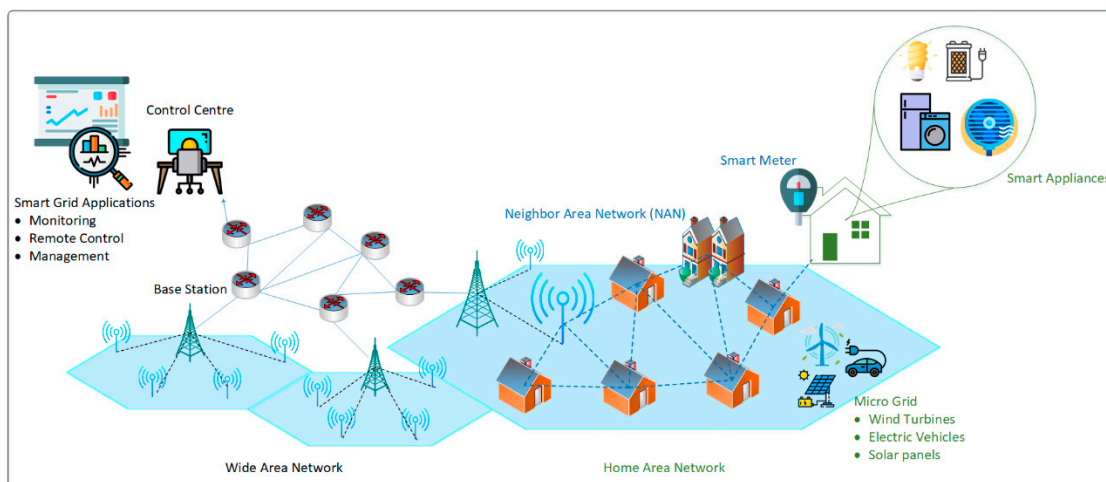 Control Centre
Smart Grid Applications
• Monitoring
• Remote Control
• Management
Base Station
Wide Area Network
Neighbor Area Network (NAN)
Smart Meter
Smart Appliances
Micro Grid
• Wind Turbines
• Electric Vehicles
• Solar panels
Home Area Network